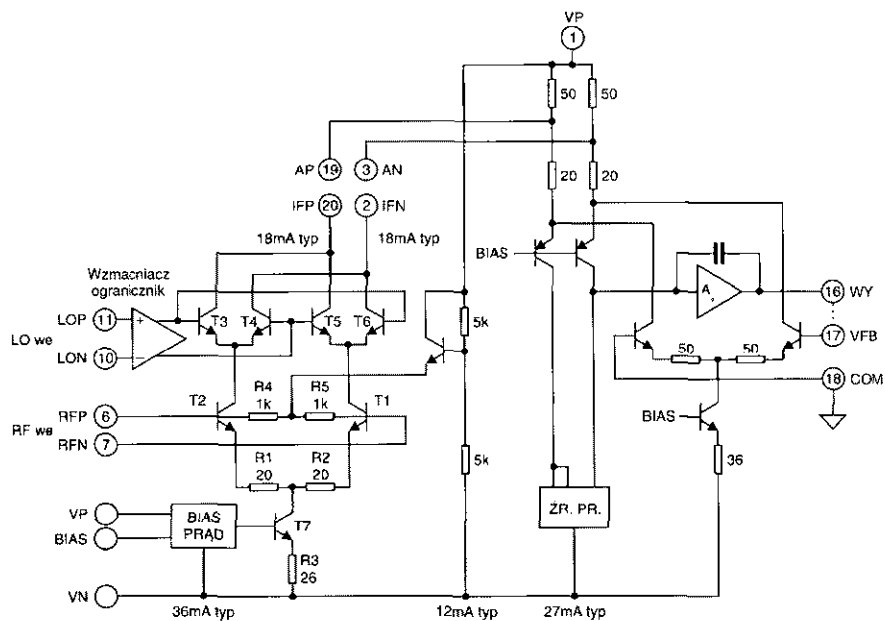 VP
1
50 50
AP 19 3 AN
20 20
IFP 20 2 IFN
18mA typ 18mA typ
BIAS
Wzmacniacz
ogranicznik
A
16 WY
LOP 11 + T3 T4 T5 T6
5k
LO we
17 VFB
LON 10 −
50 50
R4 R5
1k 1k
18 COM
T2 T1
RFP 6
BIAS
RF we
RFN 7
R1 R2
20 20
5k
36
VP
BIAS
PRĄD
T7
ŹR. PR.
BIAS
R3
26
VN
36mA typ 12mA typ 27mA typ